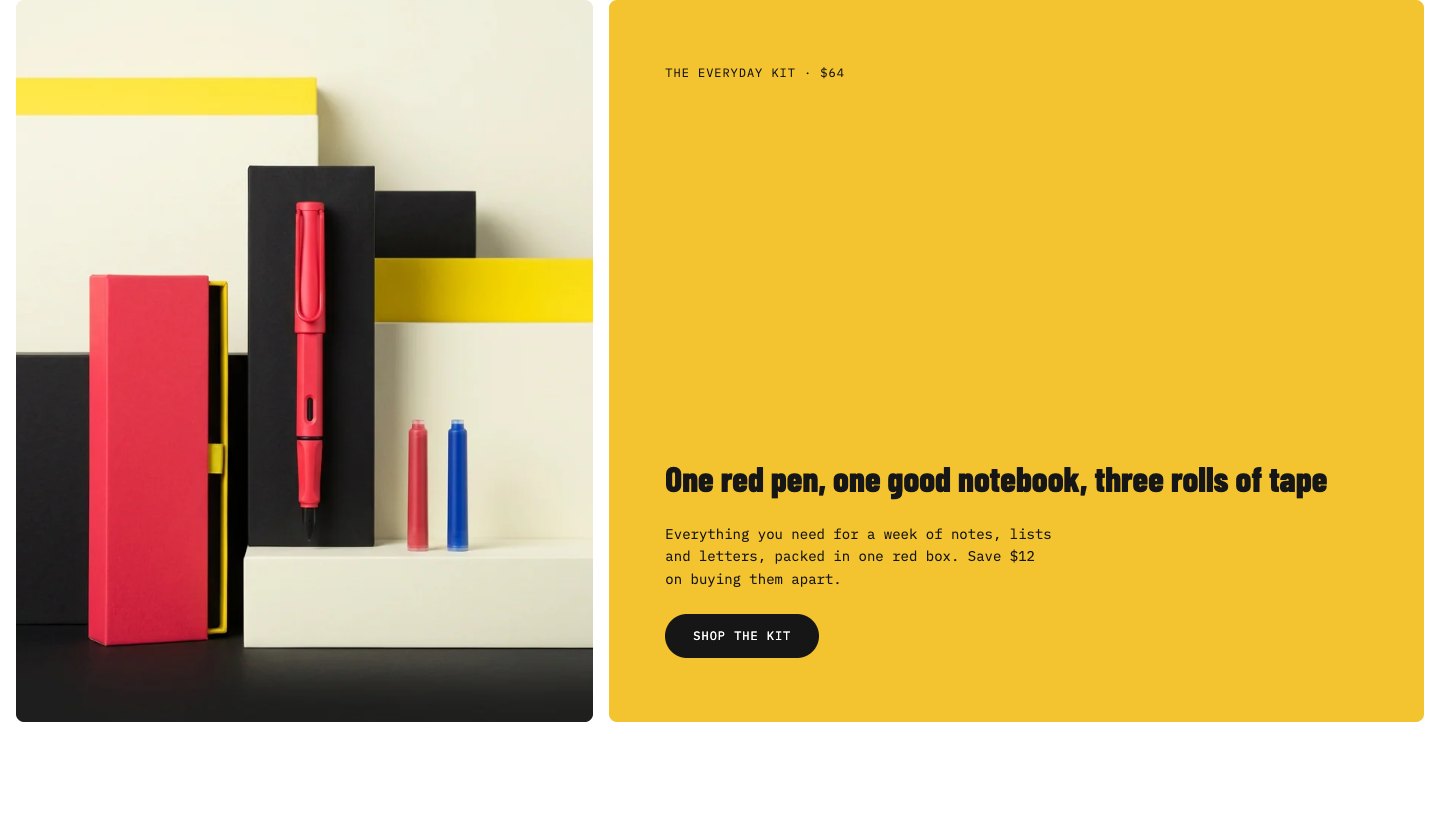 THE EVERYDAY KIT · $64
One red pen, one good notebook, three rolls of tape
Everything you need for a week of notes, lists
and letters, packed in one red box. Save $12
on buying them apart.
SHOP THE KIT